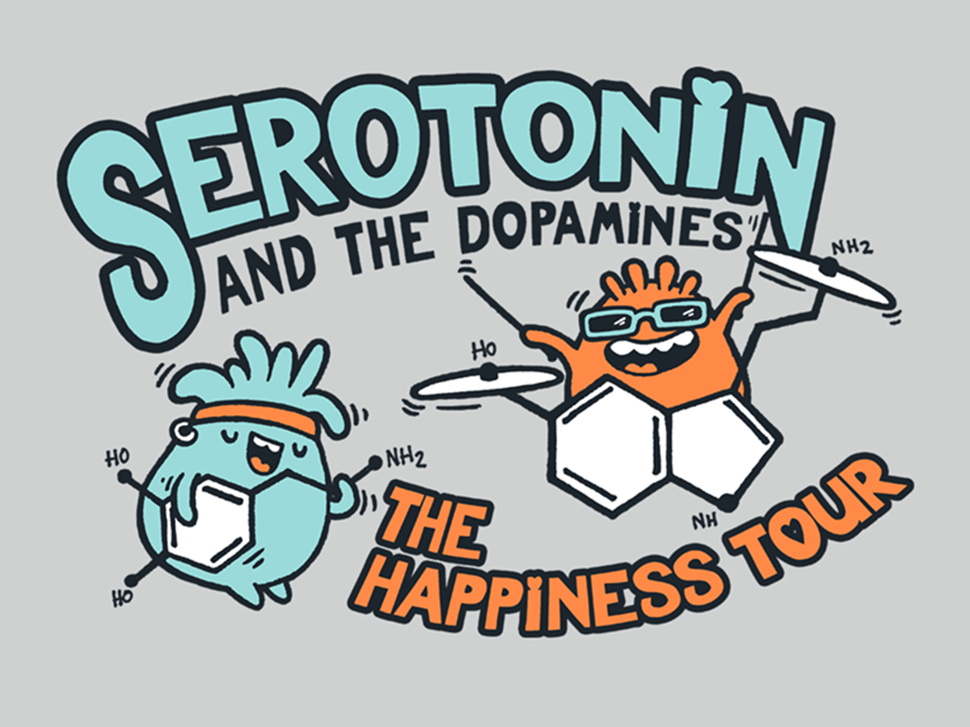 SEROTONIN
AND THE DOPAMINES
NH2
HO
HO
NH2
HO
NH
THE
HAPPINESS TOUR